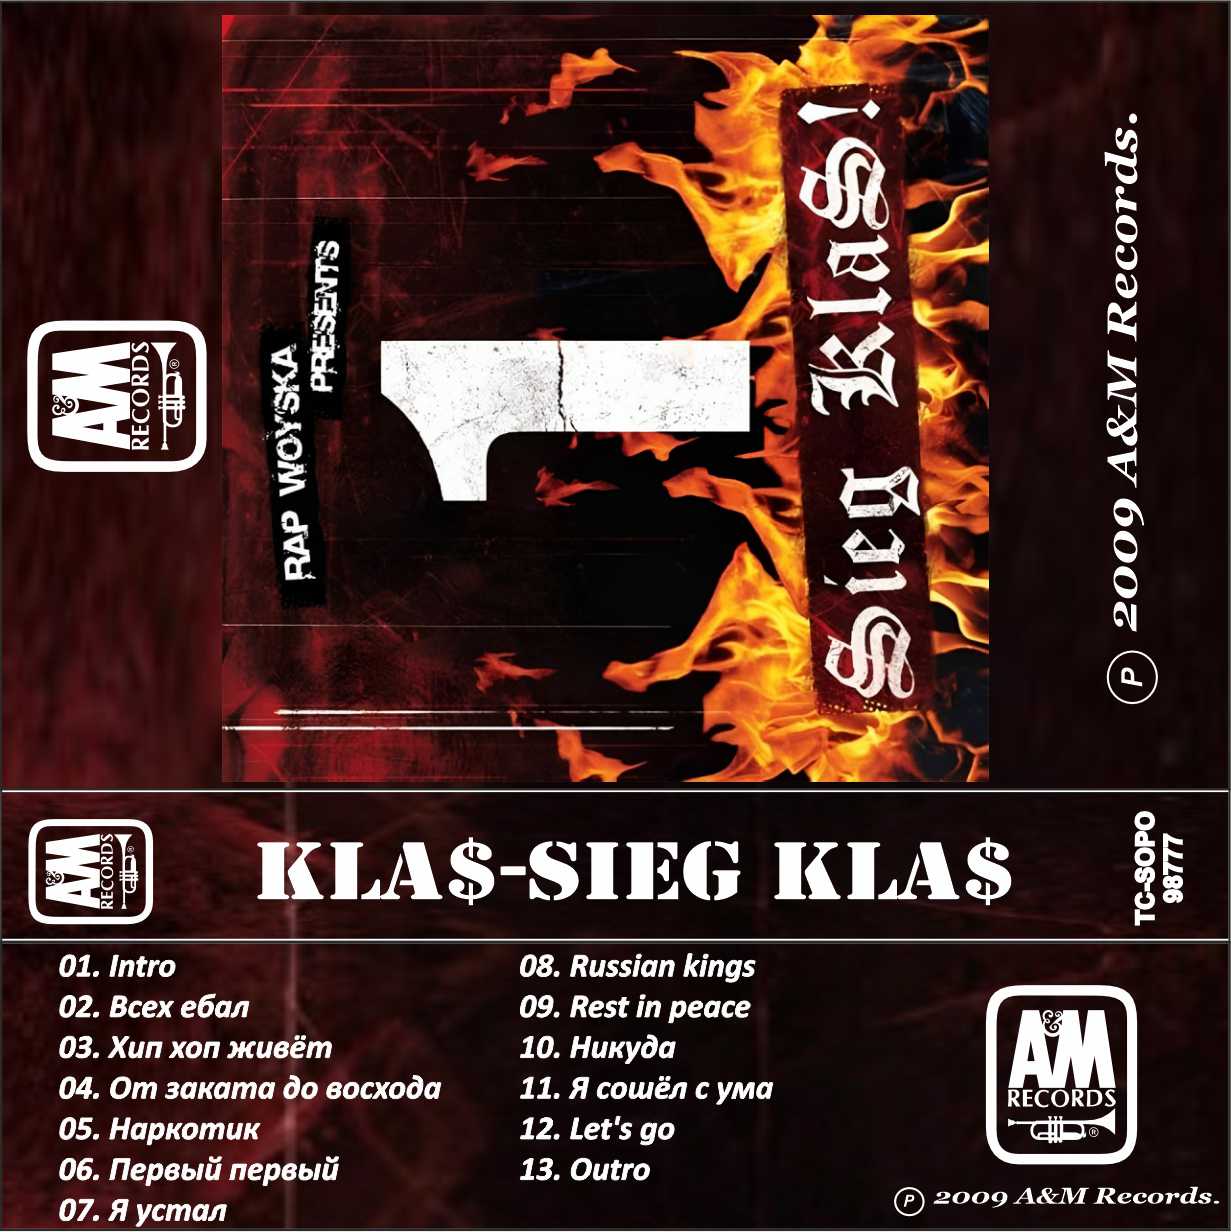 RAP WOYSKA
PRESENTS
1
Sieg Kla$!
A&M
RECORDS
®
℗ 2009 A&M Records.
A&M
RECORDS
®
KLA$-SIEG KLA$
TC-SOPO
98777
01. Intro
02. Всех ебал
03. Хип хоп живёт
04. От заката до восхода
05. Наркотик
06. Первый первый
07. Я устал
08. Russian kings
09. Rest in peace
10. Никуда
11. Я сошёл с ума
12. Let's go
13. Outro
A&M
RECORDS
®
℗ 2009 A&M Records.